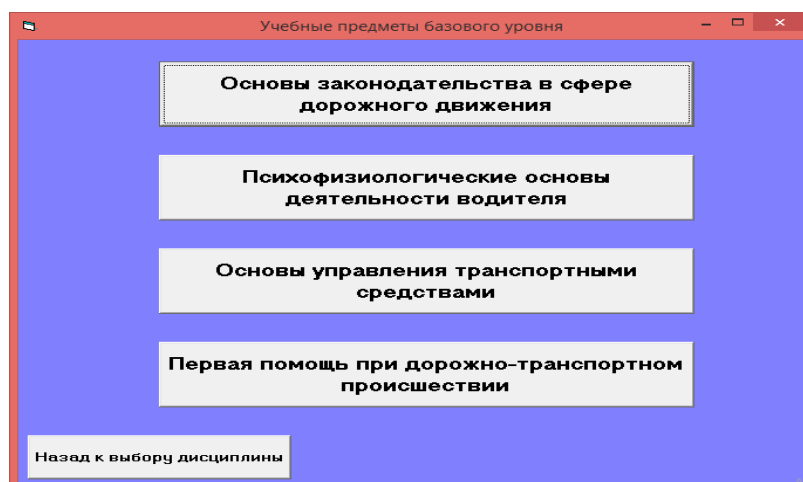 Учебные предметы базового уровня
Основы законодательства в сфере
дорожного движения
Психофизиологические основы
деятельности водителя
Основы управления транспортными
средствами
Первая помощь при дорожно-транспортном
происшествии
Назад к выбору дисциплины